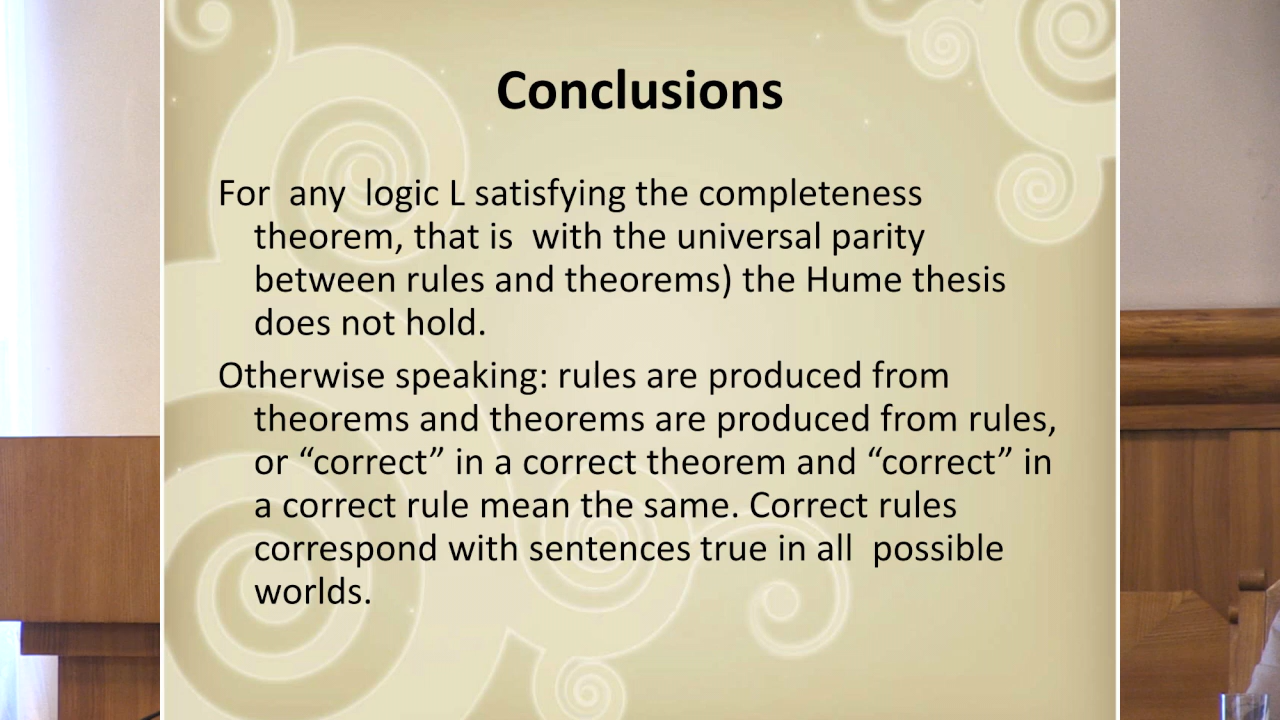 Conclusions
For any logic L satisfying the completeness
theorem, that is with the universal parity
between rules and theorems) the Hume thesis
does not hold.
Otherwise speaking: rules are produced from
theorems and theorems are produced from rules,
or “correct” in a correct theorem and “correct” in
a correct rule mean the same. Correct rules
correspond with sentences true in all possible
worlds.